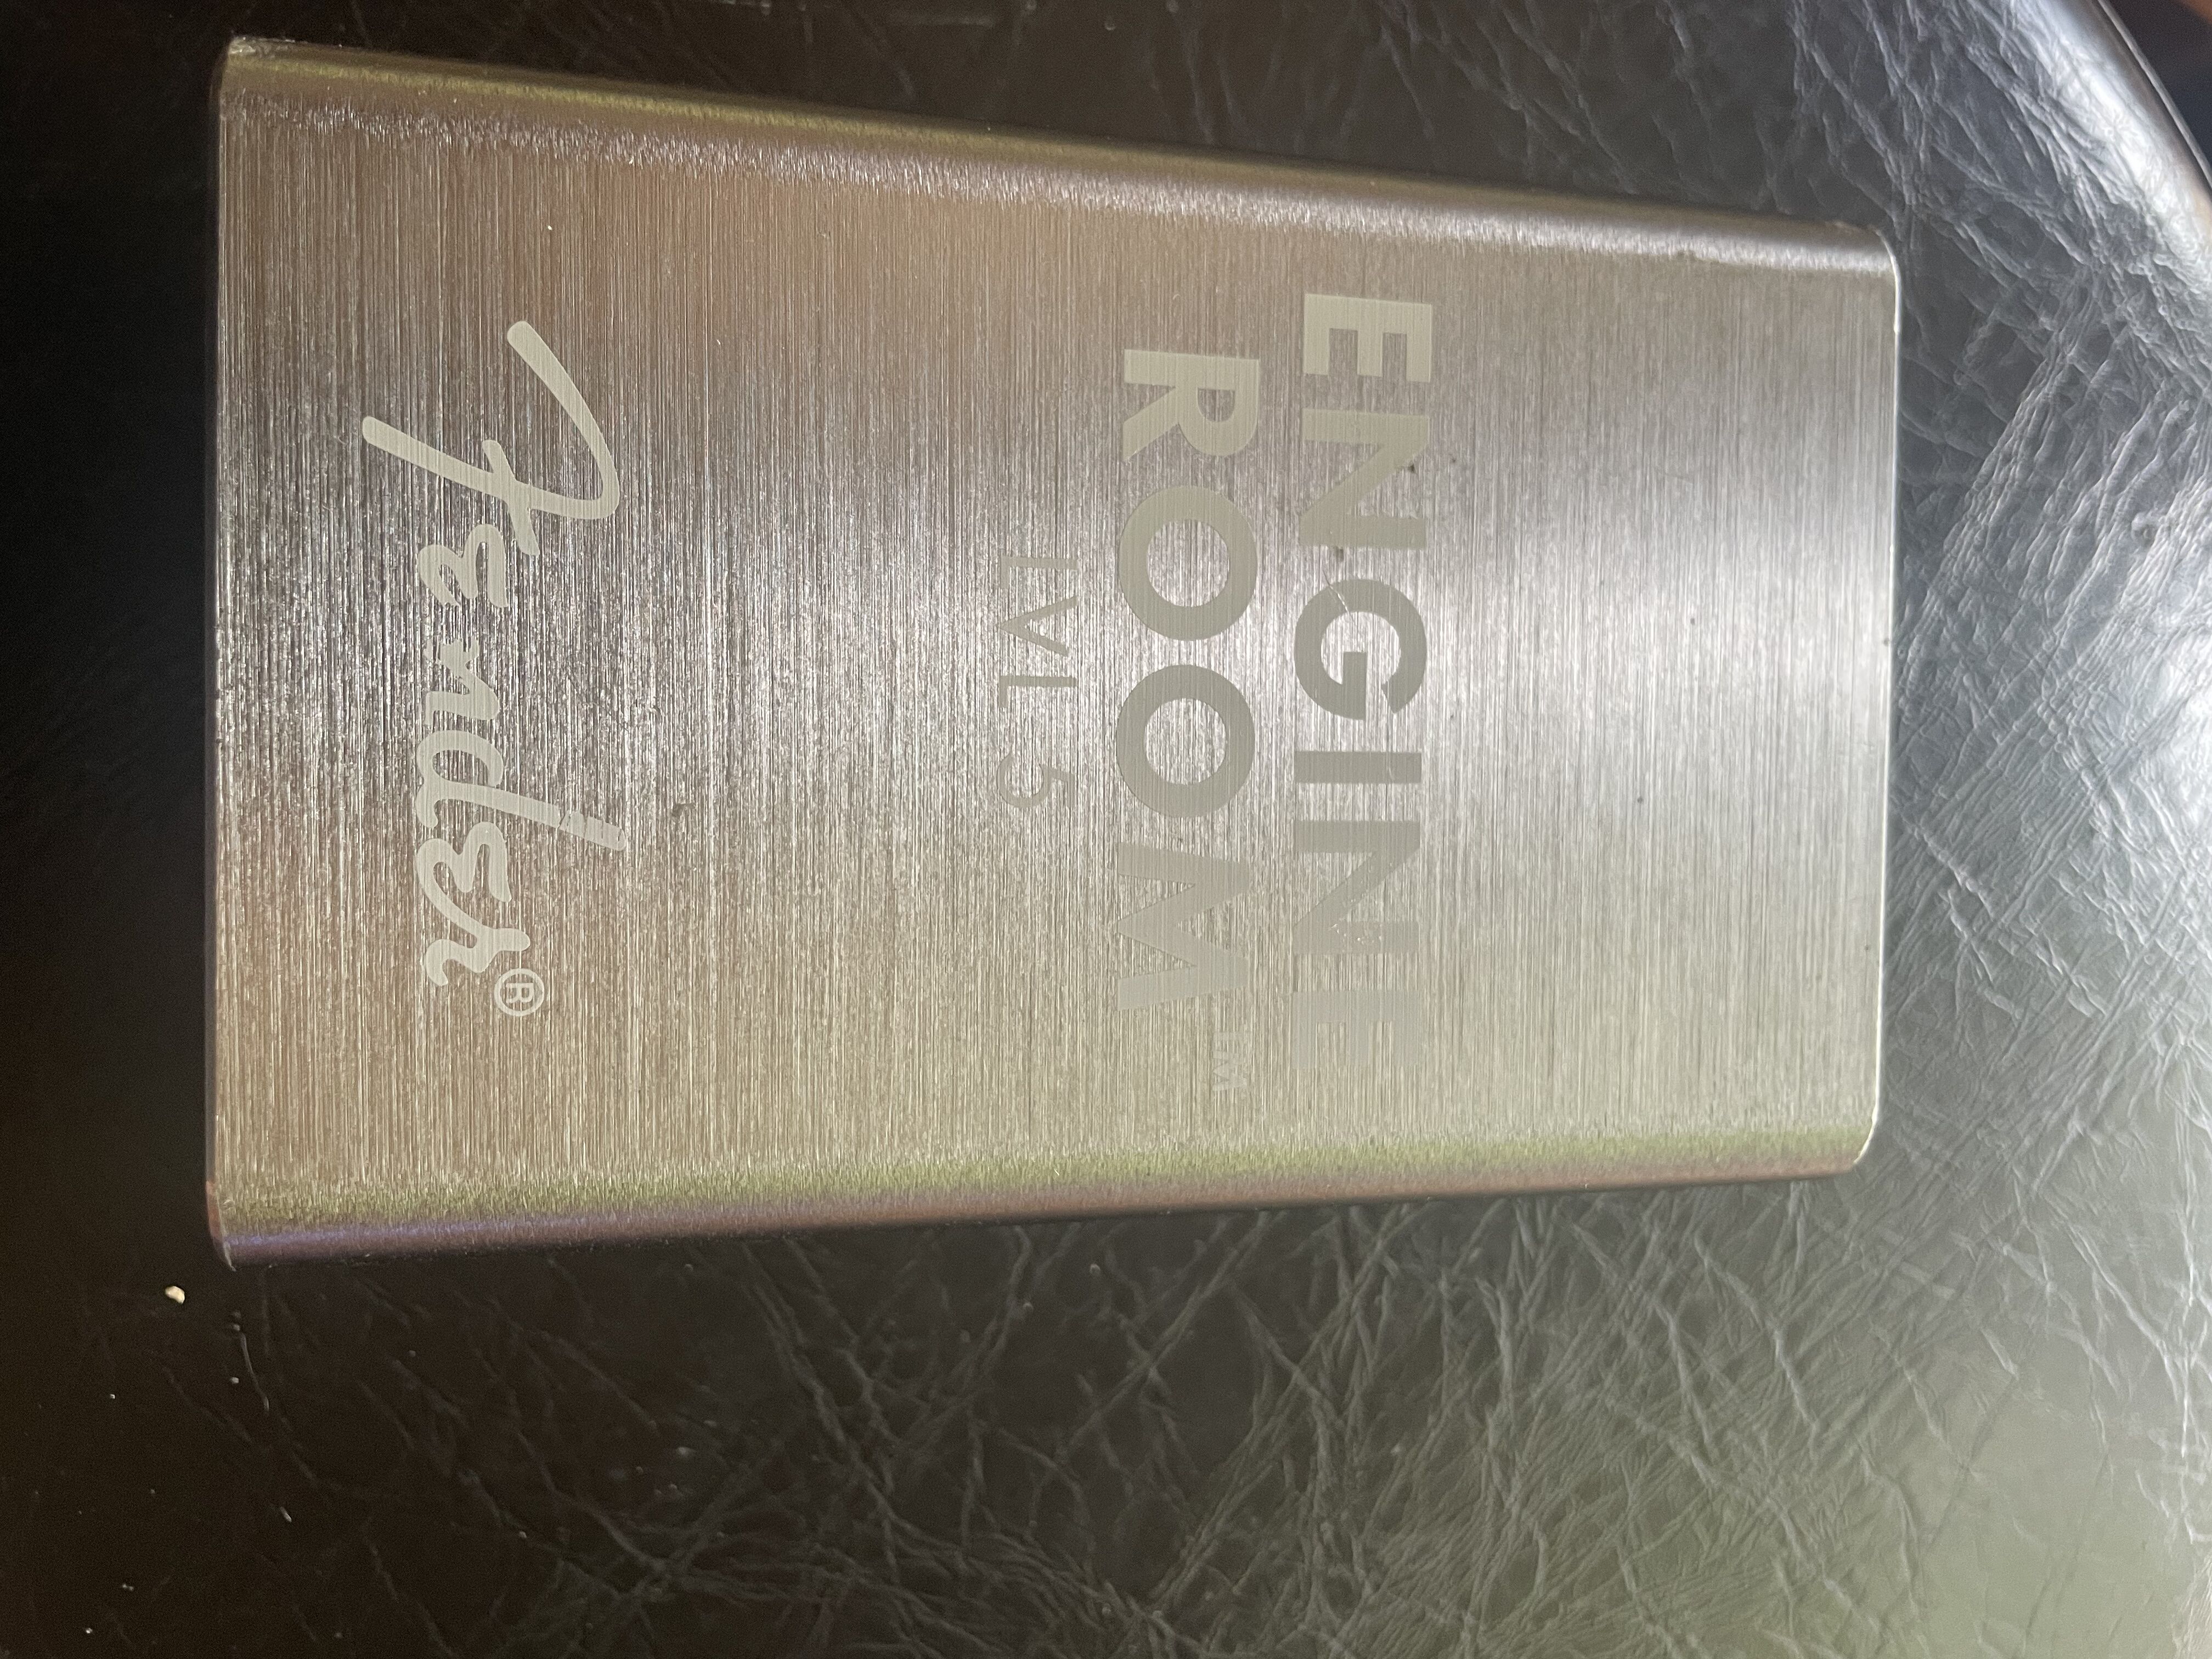 ENGINE
ROOM™
LVL 5
Fender®